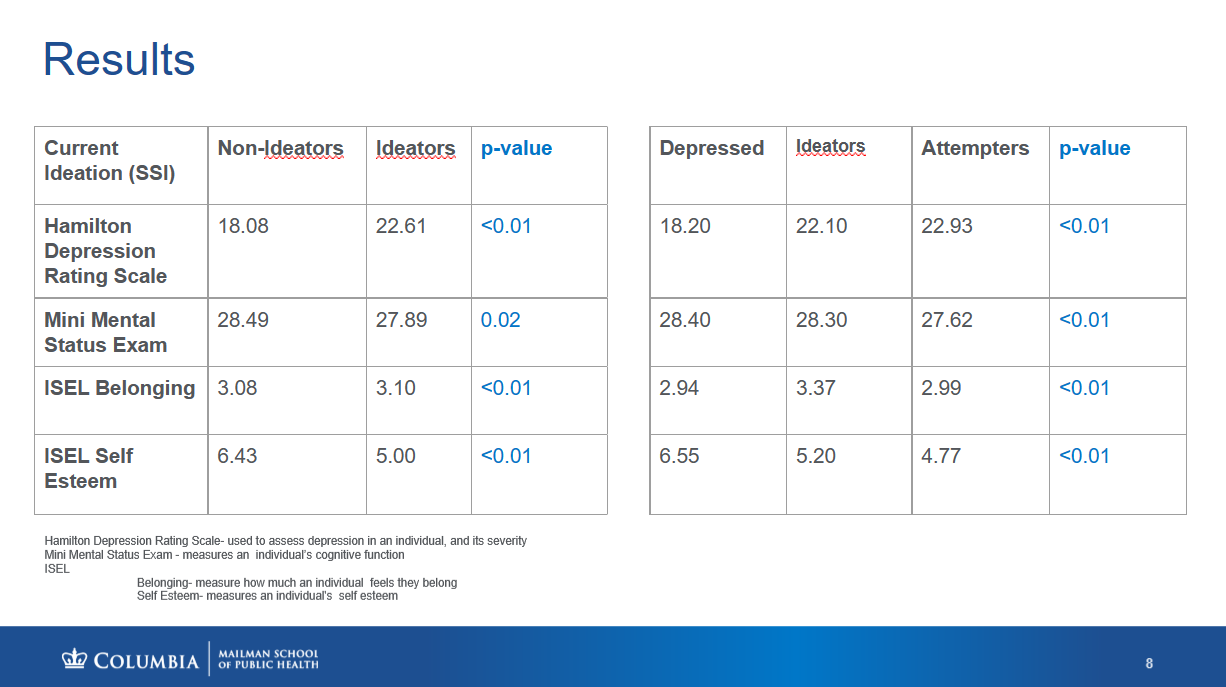 Results
Current Ideation (SSI) Non-Ideators Ideators p-value
Hamilton Depression Rating Scale 18.08 22.61 <0.01
Mini Mental Status Exam 28.49 27.89 0.02
ISEL Belonging 3.08 3.10 <0.01
ISEL Self Esteem 6.43 5.00 <0.01
Depressed Ideators Attempters p-value
18.20 22.10 22.93 <0.01
28.40 28.30 27.62 <0.01
2.94 3.37 2.99 <0.01
6.55 5.20 4.77 <0.01
Hamilton Depression Rating Scale- used to assess depression in an individual, and its severity
Mini Mental Status Exam - measures an individual's cognitive function
ISEL
Belonging- measure how much an individual feels they belong
Self Esteem- measures an individual's self esteem
COLUMBIA
MAILMAN SCHOOL
OF PUBLIC HEALTH
8